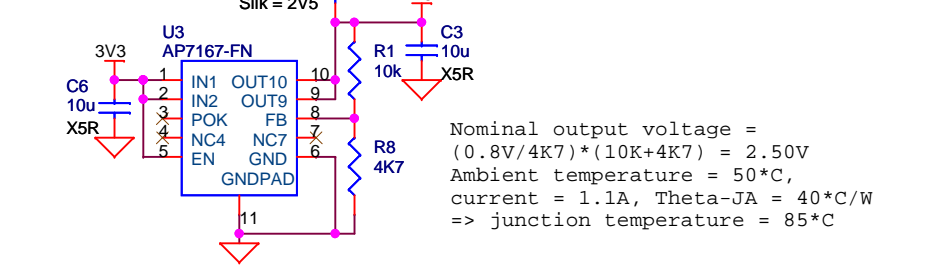 Silk = 2V5
U3
AP7167-FN
3V3
C6
10u
X5R
1
2
3
4
5
IN1
IN2
POK
NC4
EN
OUT10
OUT9
FB
NC7
GND
GNDPAD
10
9
8
7
6
11
R1
10k
C3
10u
X5R
R8
4K7
Nominal output voltage =
(0.8V/4K7)*(10K+4K7) = 2.50V
Ambient temperature = 50*C,
current = 1.1A, Theta-JA = 40*C/W
=> junction temperature = 85*C